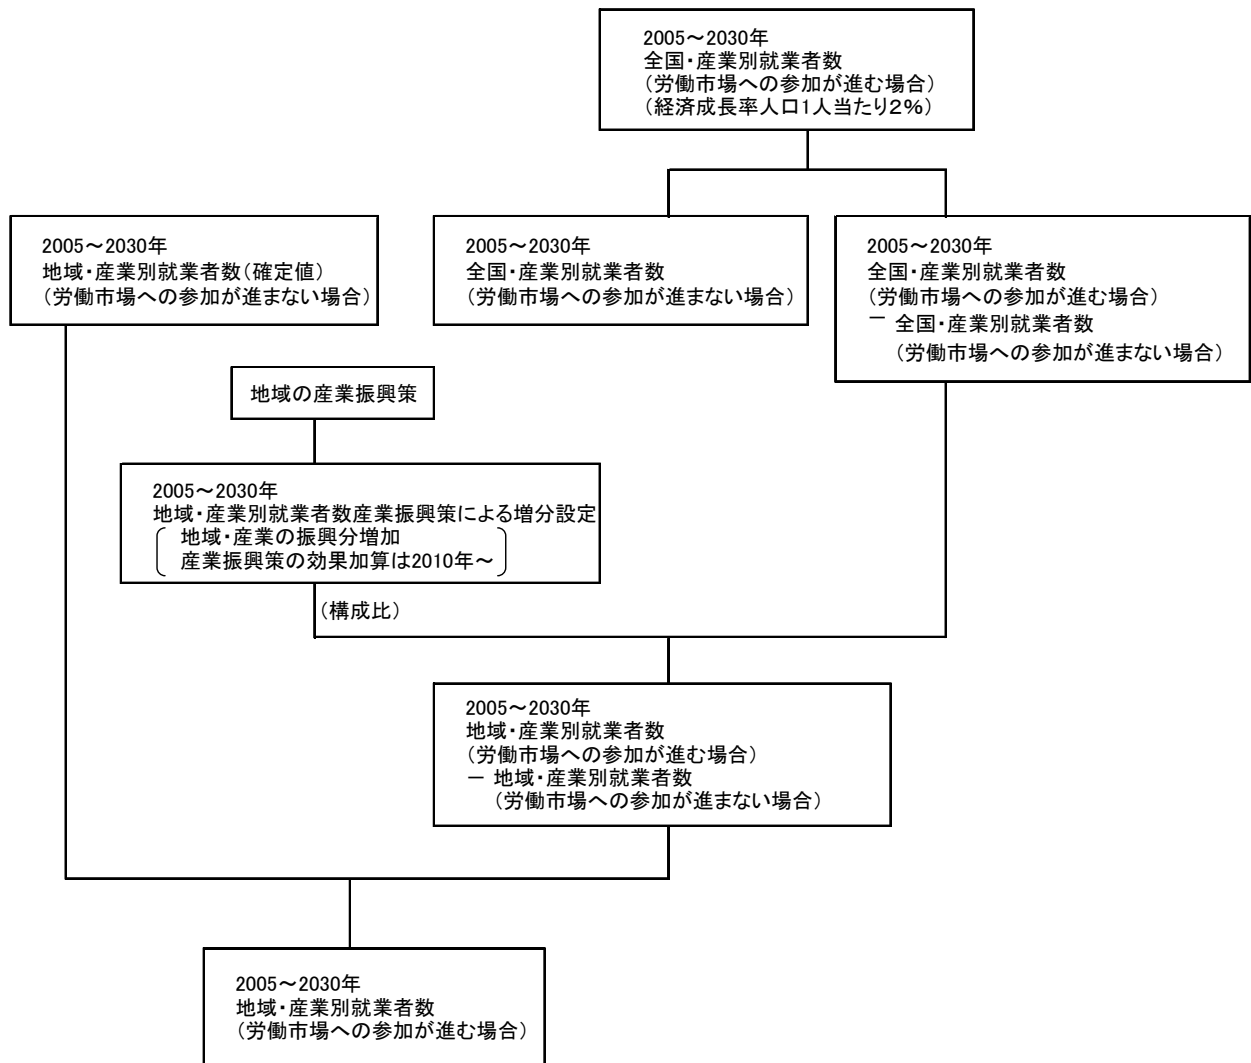 2005～2030年
全国・産業別就業者数
（労働市場への参加が進む場合）
（経済成長率人口1人当たり２％）
2005～2030年
地域・産業別就業者数（確定値）
（労働市場への参加が進まない場合）
2005～2030年
全国・産業別就業者数
（労働市場への参加が進まない場合）
2005～2030年
全国・産業別就業者数
（労働市場への参加が進む場合）
－ 全国・産業別就業者数
（労働市場への参加が進まない場合）
地域の産業振興策
2005～2030年
地域・産業別就業者数産業振興策による増分設定
地域・産業の振興分増加
産業振興策の効果加算は2010年～
（構成比）
2005～2030年
地域・産業別就業者数
（労働市場への参加が進む場合）
－ 地域・産業別就業者数
（労働市場への参加が進まない場合）
2005～2030年
地域・産業別就業者数
（労働市場への参加が進む場合）